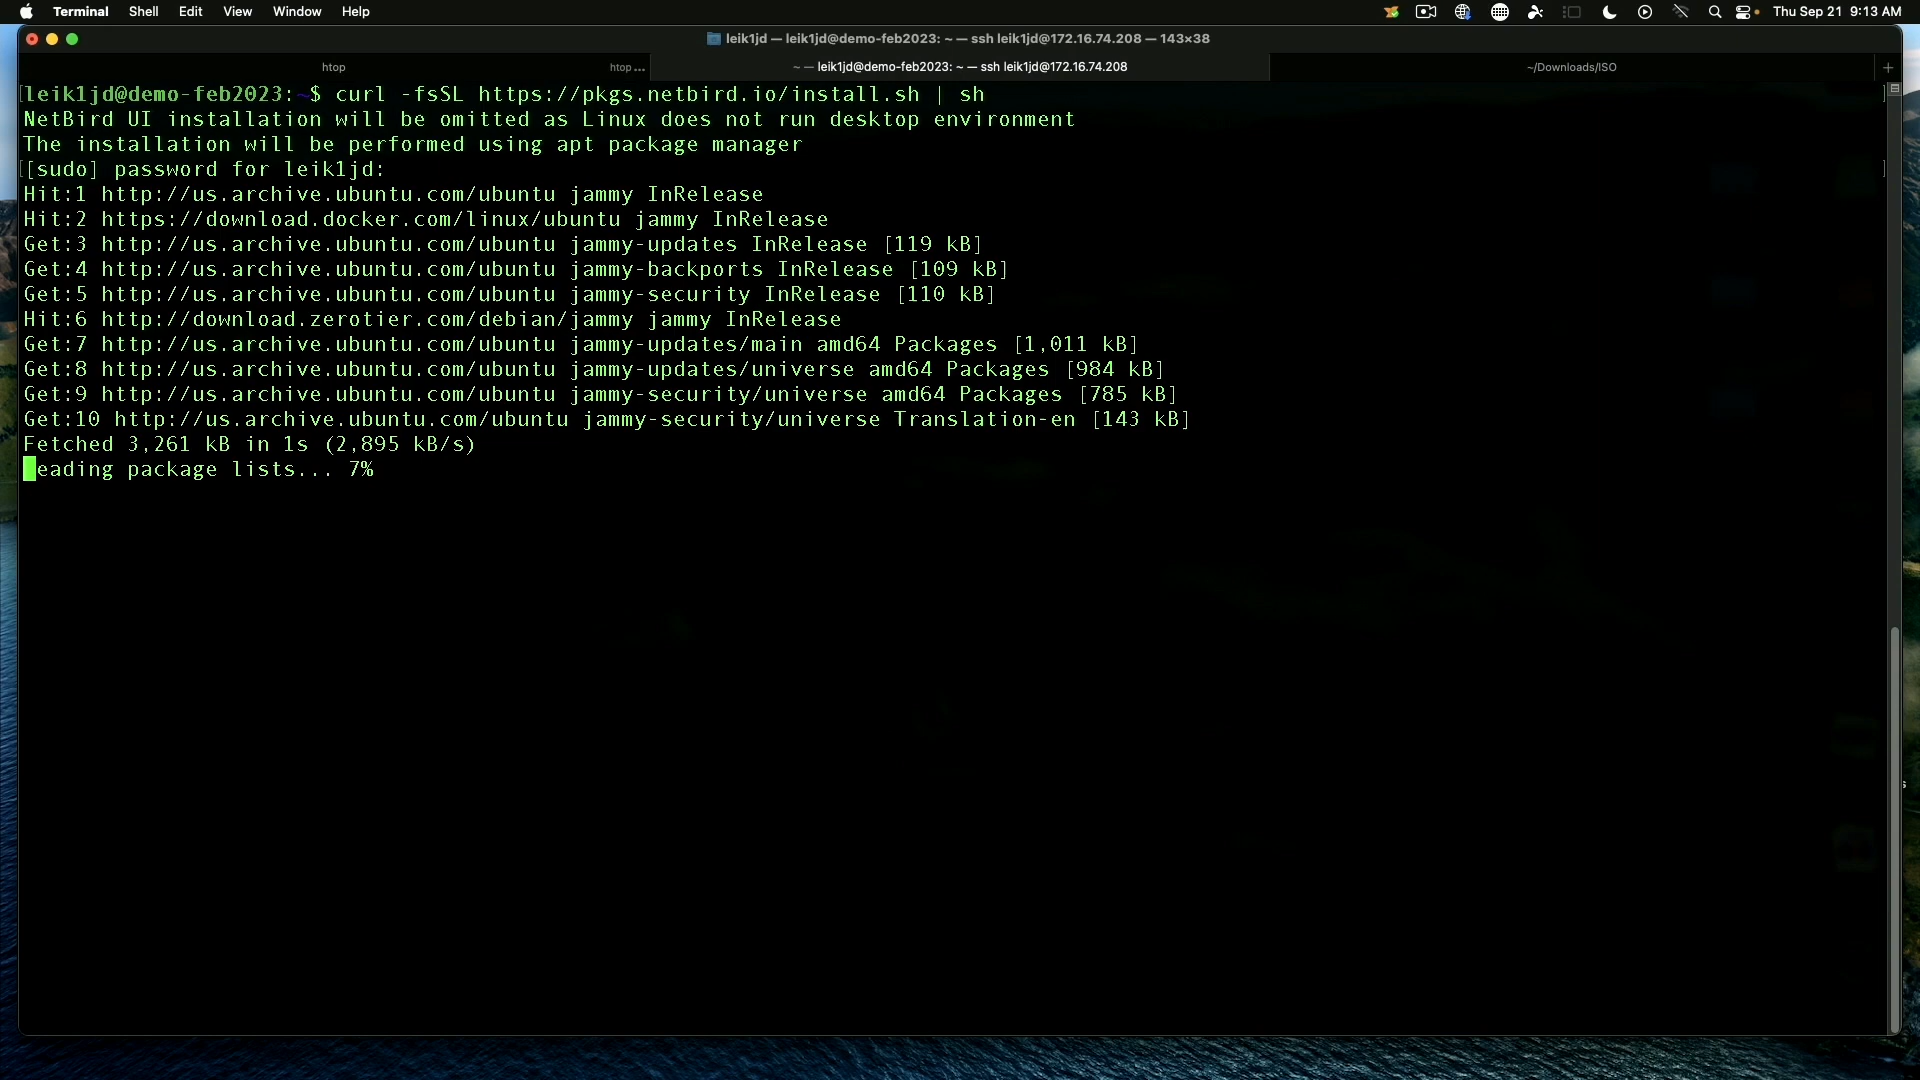 Terminal Shell Edit View Window Help Thu Sep 21 9:13 AM
leik1jd — leik1jd@demo-feb2023: ~ — ssh leik1jd@172.16.74.208 — 143×38
htop htop ... ~ — leik1jd@demo-feb2023: ~ — ssh leik1jd@172.16.74.208 ~/Downloads/ISO +
[leik1jd@demo-feb2023:~$ curl -fsSL https://pkgs.netbird.io/install.sh | sh ]
NetBird UI installation will be omitted as Linux does not run desktop environment
The installation will be performed using apt package manager
[[sudo] password for leik1jd: ]
Hit:1 http://us.archive.ubuntu.com/ubuntu jammy InRelease
Hit:2 https://download.docker.com/linux/ubuntu jammy InRelease
Get:3 http://us.archive.ubuntu.com/ubuntu jammy-updates InRelease [119 kB]
Get:4 http://us.archive.ubuntu.com/ubuntu jammy-backports InRelease [109 kB]
Get:5 http://us.archive.ubuntu.com/ubuntu jammy-security InRelease [110 kB]
Hit:6 http://download.zerotier.com/debian/jammy jammy InRelease
Get:7 http://us.archive.ubuntu.com/ubuntu jammy-updates/main amd64 Packages [1,011 kB]
Get:8 http://us.archive.ubuntu.com/ubuntu jammy-updates/universe amd64 Packages [984 kB]
Get:9 http://us.archive.ubuntu.com/ubuntu jammy-security/universe amd64 Packages [785 kB]
Get:10 http://us.archive.ubuntu.com/ubuntu jammy-security/universe Translation-en [143 kB]
Fetched 3,261 kB in 1s (2,895 kB/s)
eading package lists... 7%